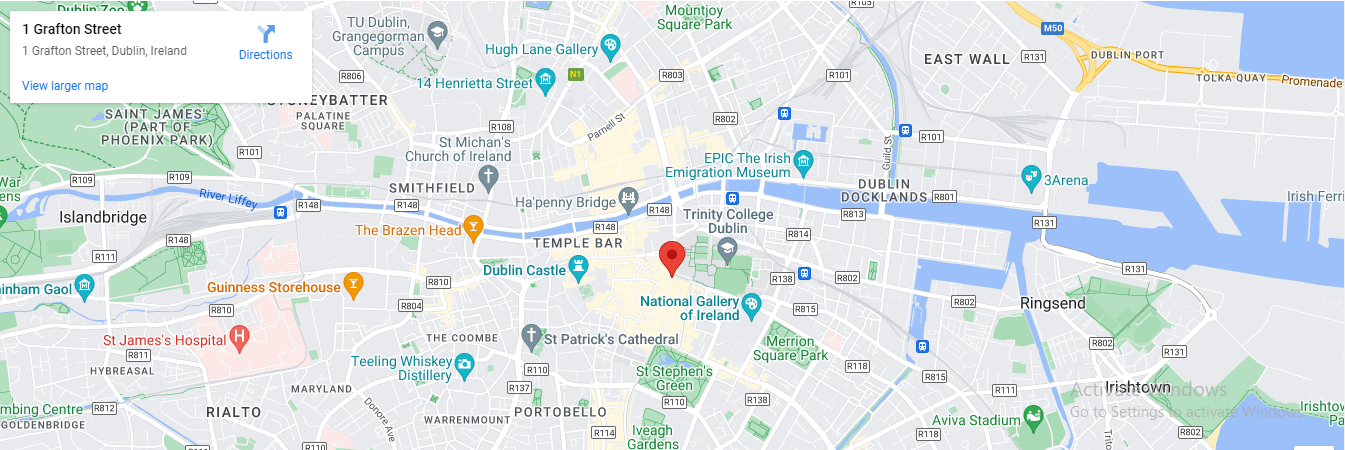 1 Grafton Street
1 Grafton Street, Dublin, Ireland
Directions
View larger map
Dublin Zoo
TU Dublin,
Grangegorman
Campus
Hugh Lane Gallery
Mountjoy
Square Park
R105
M50
EAST WALL
R131
DUBLIN PORT
TOLKA QUAY
Promenade
R806
N1
R803
R101
14 Henrietta Street
STONEYBATTER
PALATINE
SQUARE
SAINT JAMES'
(PART OF
PHOENIX PARK)
R108
Parnell St
R802
R101
Guild St
R101
St Michan's
Church of Ireland
EPIC The Irish
Emigration Museum
3Arena
R109
R109
River Liffey
SMITHFIELD
DUBLIN
DOCKLANDS
R801
Irish Ferri
War
ens
Islandbridge
R148
R148
Ha'penny Bridge
R148
Trinity College
Dublin
R813
R131
R148
The Brazen Head
R148
TEMPLE BAR
R814
R111
Dublin Castle
R138
R802
R131
inham Gaol
Guinness Storehouse
R810
R804
R810
National Gallery
of Ireland
R815
R802
Ringsend
St James's Hospital
THE COOMBE
St Patrick's Cathedral
Merrion
Square Park
R802
R131
R811
HYBREASAL
Teeling Whiskey
Distillery
R110
St Stephen's
Green
R118
R815
MARYLAND
R137
R111
Irishtown
Activate Windows
Go to Settings to activate Windows.
mbing Centre
R812
GOLDENBRIDGE
RIALTO
Donore Ave
WARRENMOUNT
PORTOBELLO
R110
R138
Aviva Stadium
Irishto
Pa
R110
R114
Iveagh
Gardens
R118
R802